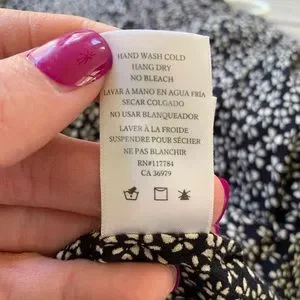 HAND WASH COLD
HANG DRY
NO BLEACH
LAVAR A MANO EN AGUA FRÍA
SECAR COLGADO
NO USAR BLANQUEADOR
LAVER À LA FROIDE
SUSPENDRE POUR SÉCHER
NE PAS BLANCHIR
RN#117784
CA 36979